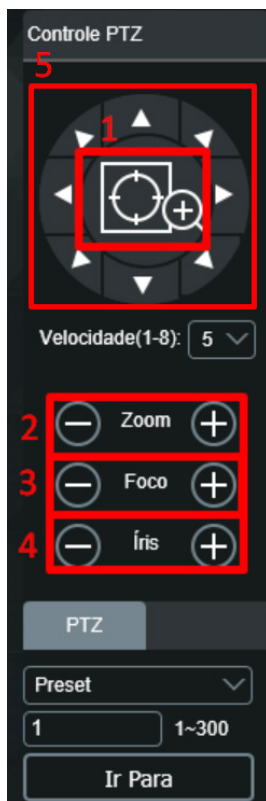 Controle PTZ
5
1
Velocidade(1-8): 5
2 Zoom
3 Foco
4 Íris
PTZ
Preset
1 1~300
Ir Para